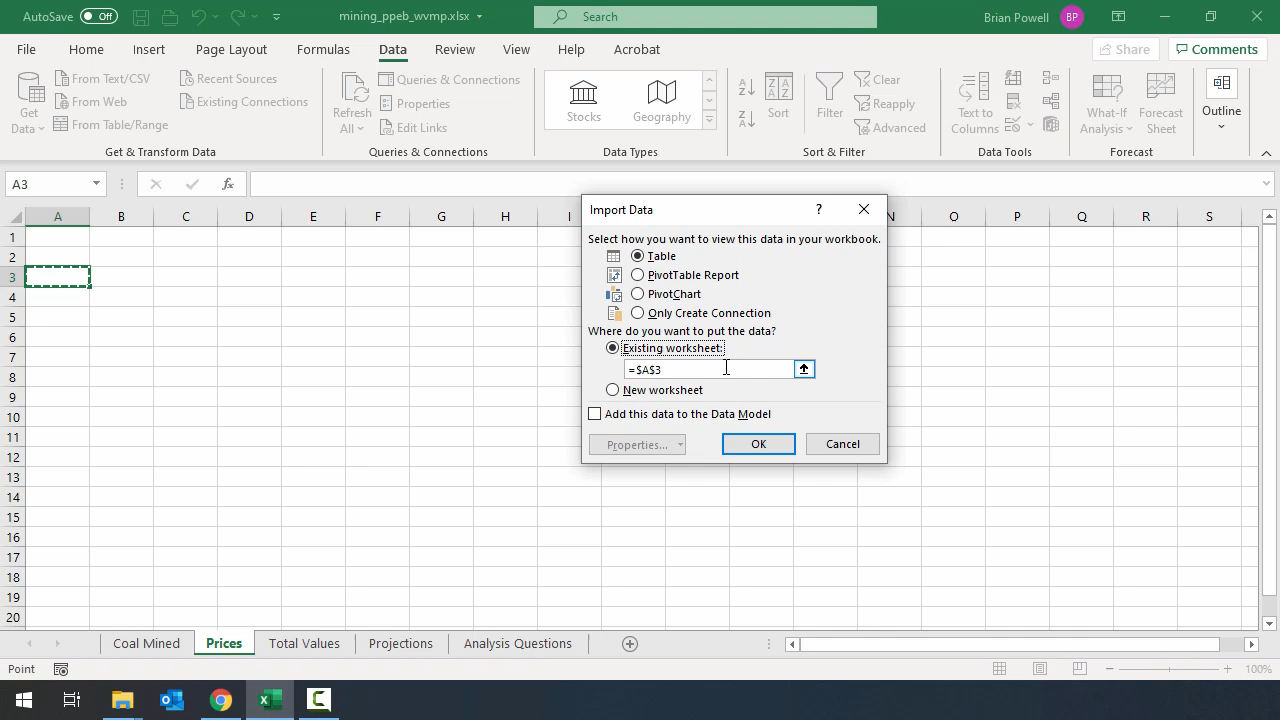 AutoSave Off mining_ppeb_wvmp.xlsx Search Brian Powell BP
File Home Insert Page Layout Formulas Data Review View Help Acrobat Share Comments
Get Data
From Text/CSV
From Web
From Table/Range
Recent Sources
Existing Connections
Refresh All
Queries & Connections
Properties
Edit Links
Stocks
Geography
Sort
Filter
Clear
Reapply
Advanced
Text to Columns
What-If Analysis
Forecast Sheet
Outline
Get & Transform Data Queries & Connections Data Types Sort & Filter Data Tools Forecast
A3 fx
A B C D E F G H I N O P Q R S
1
2
3
4
5
6
7
8
9
10
11
12
13
14
15
16
17
18
19
20
Import Data ?
Select how you want to view this data in your workbook.
Table
PivotTable Report
PivotChart
Only Create Connection
Where do you want to put the data?
Existing worksheet:
=$A$3
New worksheet
Add this data to the Data Model
Properties... OK Cancel
Coal Mined Prices Total Values Projections Analysis Questions
Point 100%